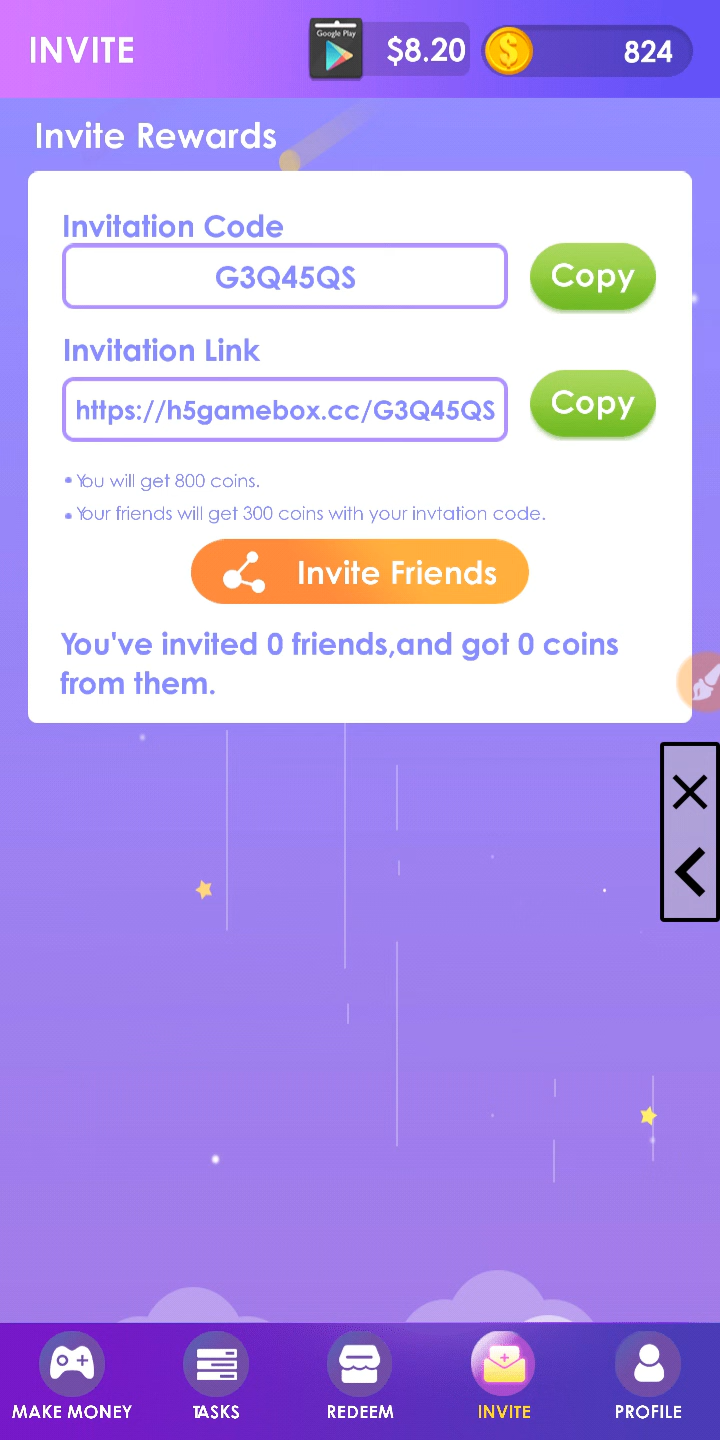 INVITE
Google Play
$8.20
824
Invite Rewards
Invitation Code
G3Q45QS
Copy
Invitation Link
https://h5gamebox.cc/G3Q45QS
Copy
• You will get 800 coins.
• Your friends will get 300 coins with your invtation code.
Invite Friends
You've invited 0 friends,and got 0 coins
from them.
MAKE MONEY
TASKS
REDEEM
INVITE
PROFILE